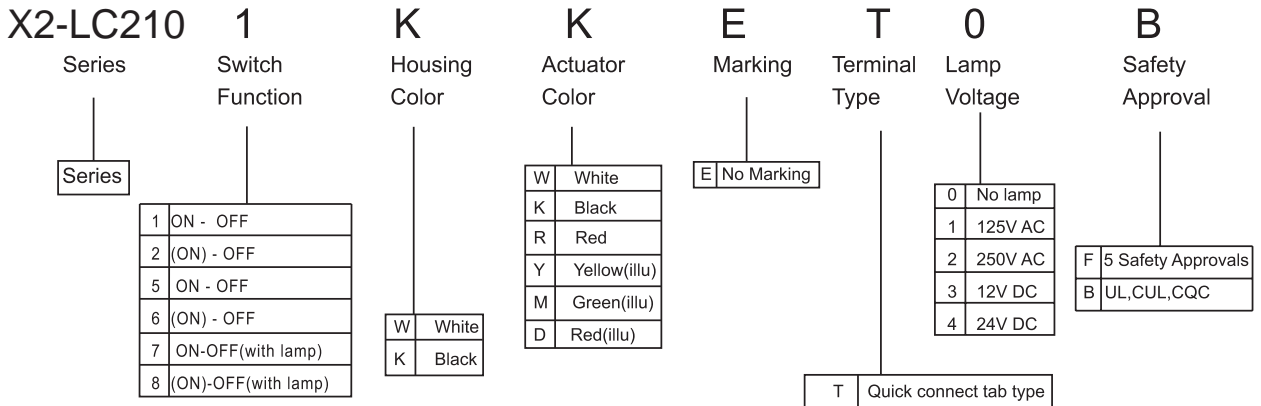 X2-LC210 1 K K E T 0 B
Series
Switch
Function
Housing
Color
Actuator
Color
Marking
Terminal
Type
Lamp
Voltage
Safety
Approval
Series
1 ON - OFF
2 (ON) - OFF
5 ON - OFF
6 (ON) - OFF
7 ON-OFF(with lamp)
8 (ON)-OFF(with lamp)
W White
K Black
W White
K Black
R Red
Y Yellow(illu)
M Green(illu)
D Red(illu)
E No Marking
T Quick connect tab type
0 No lamp
1 125V AC
2 250V AC
3 12V DC
4 24V DC
F 5 Safety Approvals
B UL,CUL,CQC